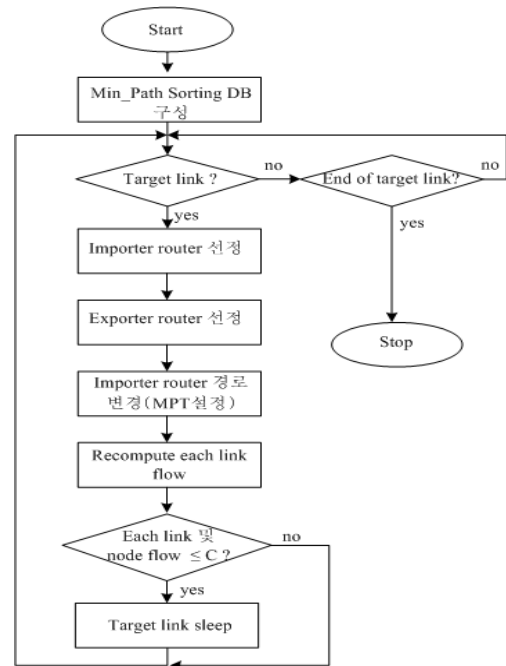 Start
Min_Path Sorting DB
구성
Target link ?
no
End of target link?
no
yes
yes
Importer router 선정
Exporter router 선정
Stop
Importer router 경로
변경(MPT설정)
Recompute each link
flow
Each link 및
node flow ≤ C ?
no
yes
Target link sleep